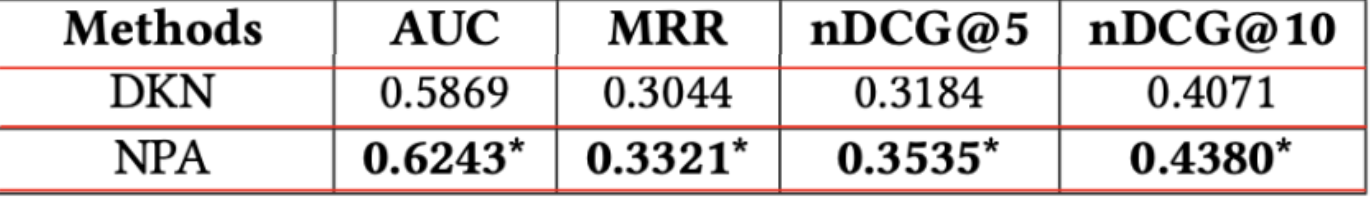 Methods AUC MRR nDCG@5 nDCG@10
DKN 0.5869 0.3044 0.3184 0.4071
NPA 0.6243* 0.3321* 0.3535* 0.4380*